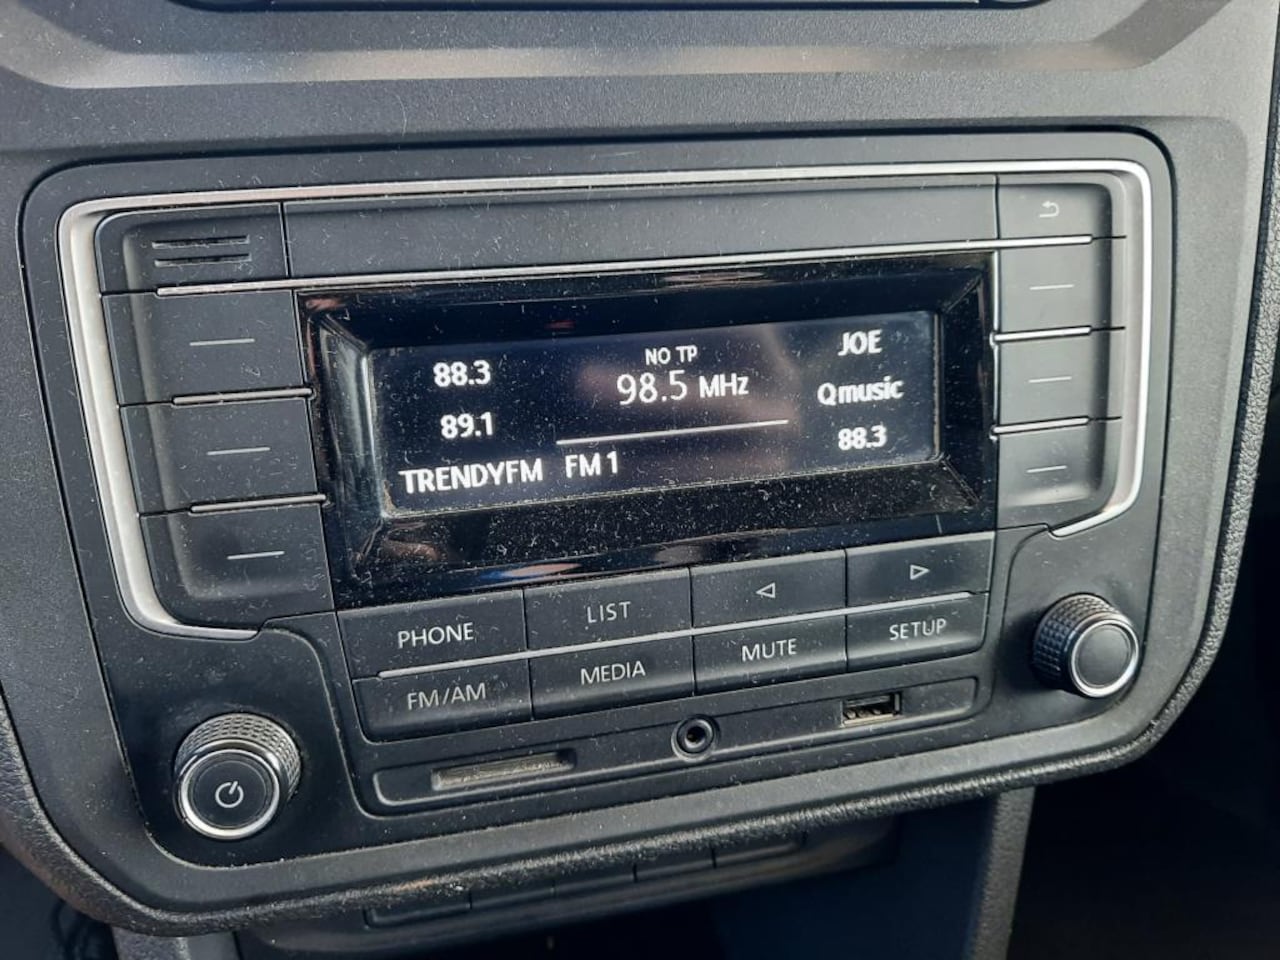 88.3
89.1
TRENDYFM
NO TP
98.5 MHz
FM 1
JOE
Qmusic
88.3
PHONE
LIST
FM/AM
MEDIA
MUTE
SETUP